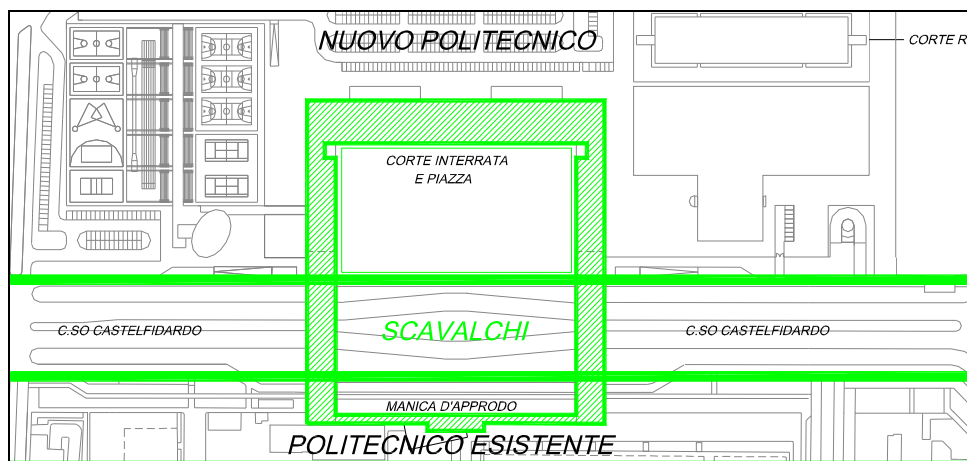 NUOVO POLITECNICO
CORTE R
CORTE INTERRATA
E PIAZZA
C.SO CASTELFIDARDO
SCAVALCHI
C.SO CASTELFIDARDO
MANICA D'APPRODO
POLITECNICO ESISTENTE